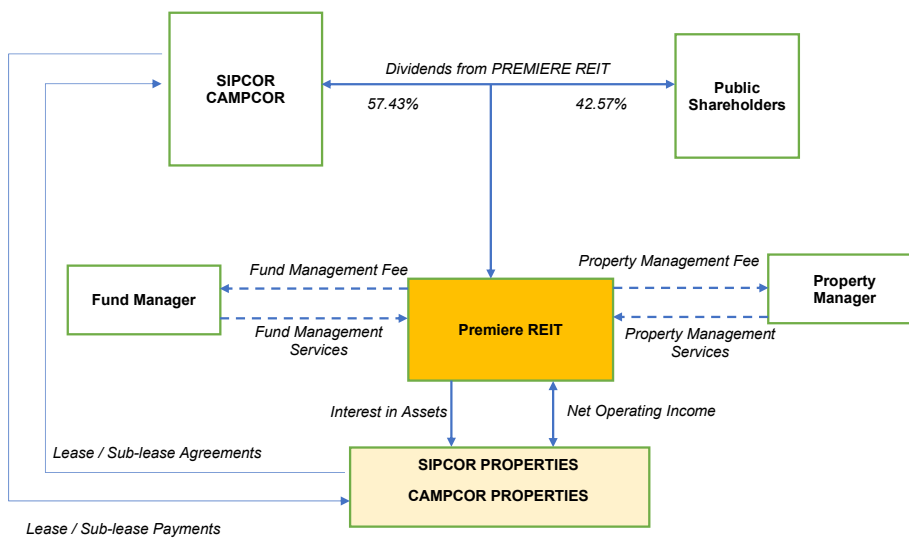 Dividends from PREMIERE REIT
SIPCOR
CAMPCOR
57.43%
42.57%
Public
Shareholders
Fund Management Fee
Property Management Fee
Fund Manager
Premiere REIT
Property
Manager
Fund Management
Services
Property Management
Services
Interest in Assets
Net Operating Income
Lease / Sub-lease Agreements
SIPCOR PROPERTIES
CAMPCOR PROPERTIES
Lease / Sub-lease Payments